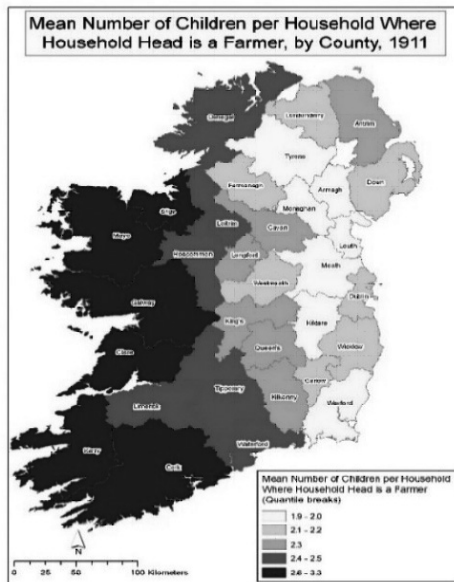 Mean Number of Children per Household Where
Household Head is a Farmer, by County, 1911
Donegal
Londonderry
Antrim
Tyrone
Fermanagh
Armagh
Down
Monaghan
Sligo
Leitrim
Cavan
Louth
Mayo
Roscommon
Longford
Meath
Westmeath
Dublin
Galway
King's
Kildare
Queen's
Wicklow
Clare
Carlow
Tipperary
Kilkenny
Wexford
Limerick
Waterford
Kerry
Cork
N
0 25 50 100 Kilometers
Mean Number of Children per Household
Where Household Head is a Farmer
(Quantile breaks)
1.9 - 2.0
2.1 - 2.2
2.3
2.4 - 2.5
2.6 - 3.3